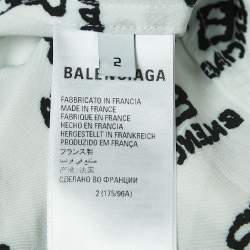 2
BALENCIAGA
FABBRICATO IN FRANCIA
MADE IN FRANCE
FABRIQUE EN FRANCE
HECHO EN FRANCIA
HERGESTELLT IN FRANKREICH
PRODUZIDO EM FRANÇA
フランス製
صنع في فرنسا
产地：法国
СДЕЛАНО ВО ФРАНЦИИ
2 (175/96A)